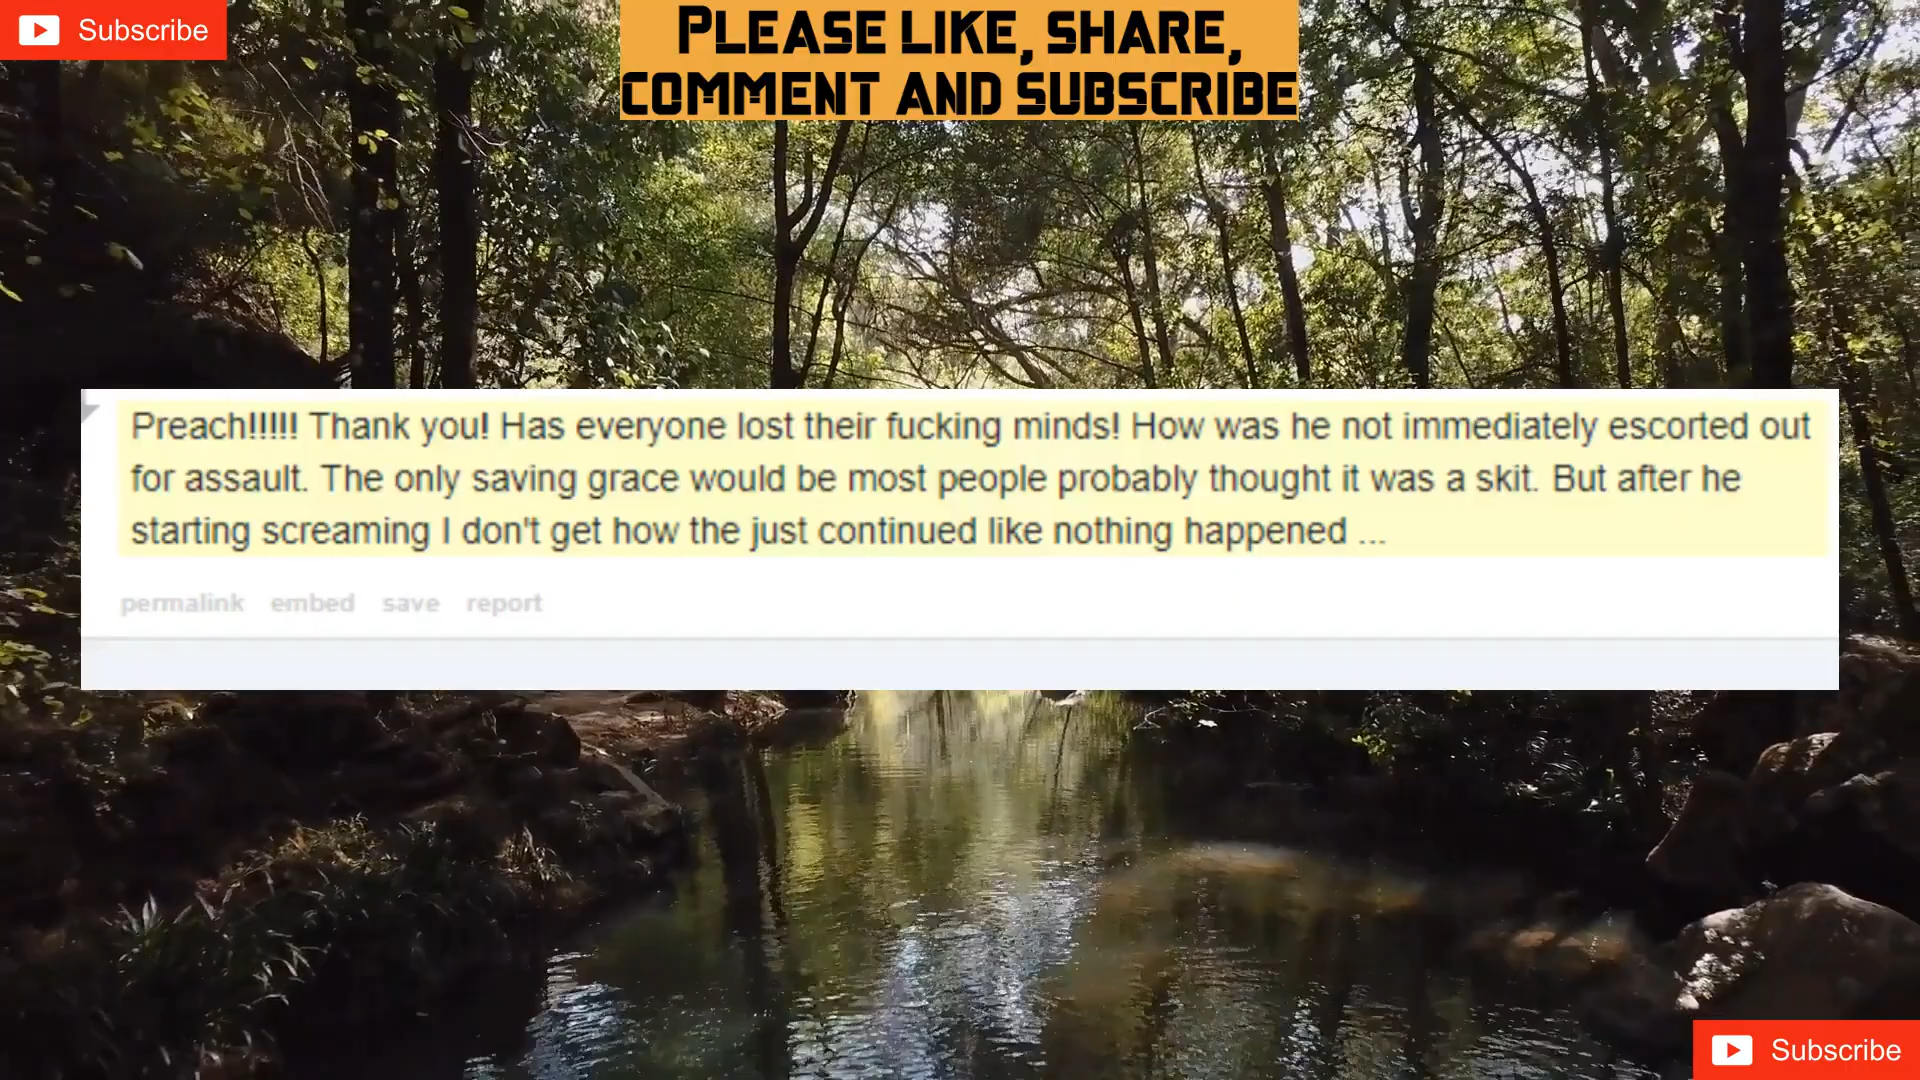 Subscribe
PLEASE LIKE, SHARE,
COMMENT AND SUBSCRIBE
Preach!!!!! Thank you! Has everyone lost their fucking minds! How was he not immediately escorted out
for assault. The only saving grace would be most people probably thought it was a skit. But after he
starting screaming I don't get how the just continued like nothing happened ...
permalink embed save report
Subscribe